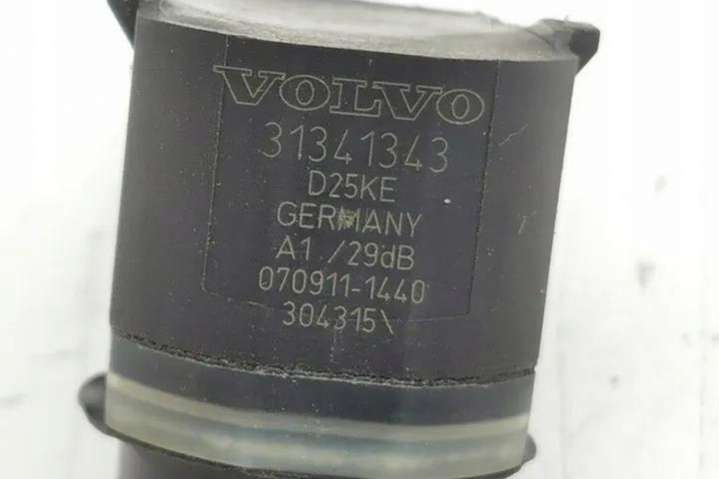 VOLVO
31341343
D25KE
GERMANY
A1 /29dB
070911-1440
304315\